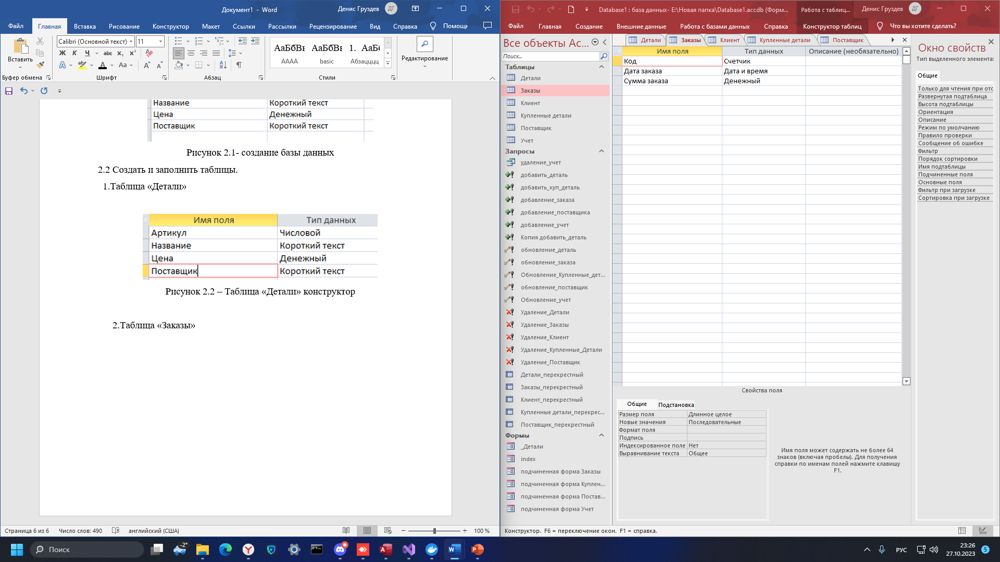 Документ1 - Word
Денис Груздев
ДГ
Файл
Главная
Вставка
Рисование
Конструктор
Макет
Ссылки
Рассылки
Рецензирование
Вид
Справка
Помощь
Вставить
Буфер обмена
Calibri (Основной текст)
11
Ж К Ч abc x₂ x²
А А Aa А А
Шрифт
Абзац
АаБбВ АаБбВ 1. АаБб
АААА basic Абзацццц
Стили
Редактирование
Название Короткий текст
Цена Денежный
Поставщик Короткий текст
Рисунок 2.1- создание базы данных
2.2 Создать и заполнить таблицы.
1.Таблица «Детали»
Имя поля Тип данных
Артикул Числовой
Название Короткий текст
Цена Денежный
Поставщик Короткий текст
Рисунок 2.2 – Таблица «Детали» конструктор
2.Таблица «Заказы»
Страница 6 из 6 Число слов: 490 английский (США)
100 %
Database1 : база данных- E:\Новая папка\Database1.accdb (Форм...
Работа с таблиц...
Денис Груздев
ДГ
Файл
Главная
Создание
Внешние данные
Работа с базами данных
Справка
Конструктор таблиц
Что вы хотите сделать?
Все объекты Ac...
Поиск...
Таблицы
Детали
Заказы
Клиент
Купленные детали
Поставщик
Учет
Запросы
удаление_учет
добавить_деталь
добавить_куп_деталь
добавление_заказа
добавление_поставщика
добавление_учет
Копия добавить_деталь
обновление_деталь
обновление_заказа
Обновление_Купленные_дет...
обновление_поставщик
Обновление_учет
Удаление_Детали
Удаление_Заказы
Удаление_Клиент
Удаление_Купленные_Детали
Удаление_Поставщик
Детали_перекрестный
Заказы_перекрестный
Клиент_перекрестный
Купленные детали_перекрес...
Поставщик_перекрестный
Формы
_Детали
index
подчиненная форма Заказы
подчиненная форма Куплен...
подчиненная форма Постав...
подчиненная форма Учет
Детали
Заказы
Клиент
Купленные детали
Поставщик
Имя поля Тип данных Описание (необязательно)
Код Счетчик
Дата заказа Дата и время
Сумма заказа Денежный
Свойства поля
Общие Подстановка
Размер поля Длинное целое
Новые значения Последовательные
Формат поля
Подпись
Индексированное поле Нет
Выравнивание текста Общее
Имя поля может содержать не более 64
знаков (включая пробелы). Для получения
справки по именам полей нажмите клавишу
F1.
Окно свойств
Тип выделенного элемента:
Общие
Только для чтения при отс
Развернутая подтаблица
Высота подтаблицы
Ориентация
Описание
Режим по умолчанию
Правило проверки
Сообщение об ошибке
Фильтр
Порядок сортировки
Имя подтаблицы
Подчиненные поля
Основные поля
Фильтр при загрузке
Сортировка при загрузке
Конструктор. F6 = переключение окон. F1 = справка.
Поиск
-2°
РУС
23:26
27.10.2023
5